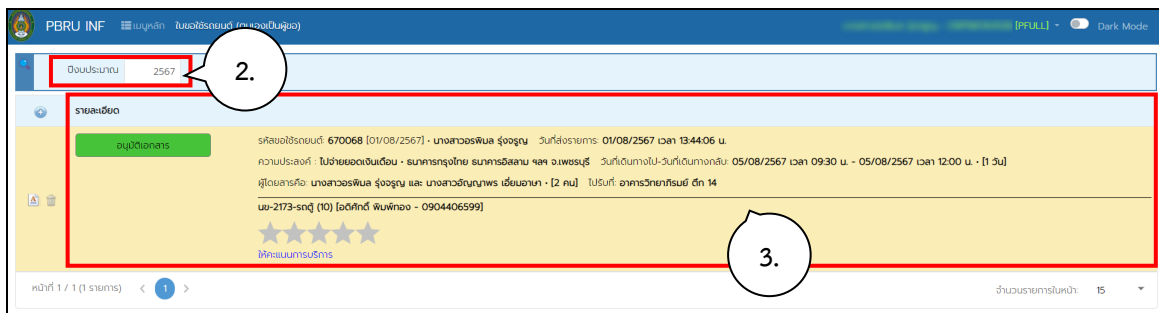 PBRU INF เมนูหลัก ใบขอใช้รถยนต์ (ตนเองเป็นผู้ขอ) [PFULL] Dark Mode
ปีงบประมาณ 2567
2.
รายละเอียด
อนุมัติเอกสาร
รหัสขอใช้รถยนต์: 670068 [01/08/2567] • นางสาวอรพิมล รุ่งจรูญ วันที่ส่งรายการ: 01/08/2567 เวลา 13:44:06 น.
ความประสงค์ : ไปจ่ายยอดเงินเดือน • ธนาคารกรุงไทย ธนาคารอิสลาม ฯลฯ จ.เพชรบุรี วันที่เดินทางไป-วันที่เดินทางกลับ: 05/08/2567 เวลา 09:30 น. - 05/08/2567 เวลา 12:00 น. • [1 วัน]
ผู้โดยสารคือ: นางสาวอรพิมล รุ่งจรูญ และ นางสาวอัญญาพร เอี่ยมอาษา • [2 คน] ไปรับที่: อาคารวิทยาภิรมย์ ตึก 14
นข-2173-รถตู้ (10) [อดิศักดิ์ พิมพ์ทอง - 0904406599]
ให้คะแนนการบริการ
3.
หน้าที่ 1 / 1 (1 รายการ) < 1 > จำนวนรายการในหน้า: 15